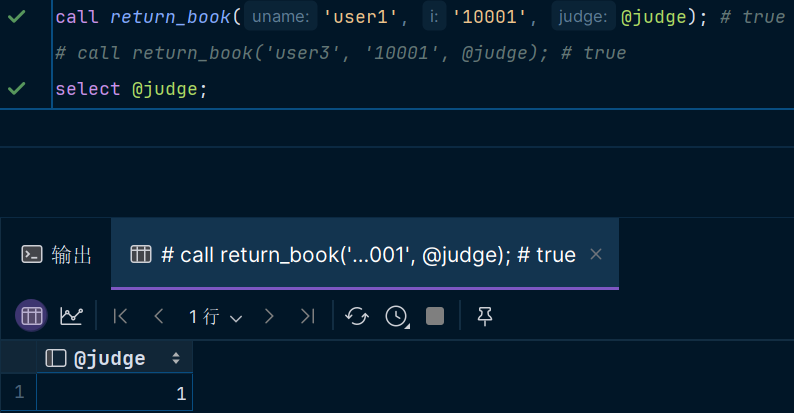 call return_book( uname: 'user1', i: '10001', judge: @judge); # true
# call return_book('user3', '10001', @judge); # true
select @judge;
输出 # call return_book('...001', @judge); # true ×
1 行
@judge
1 1